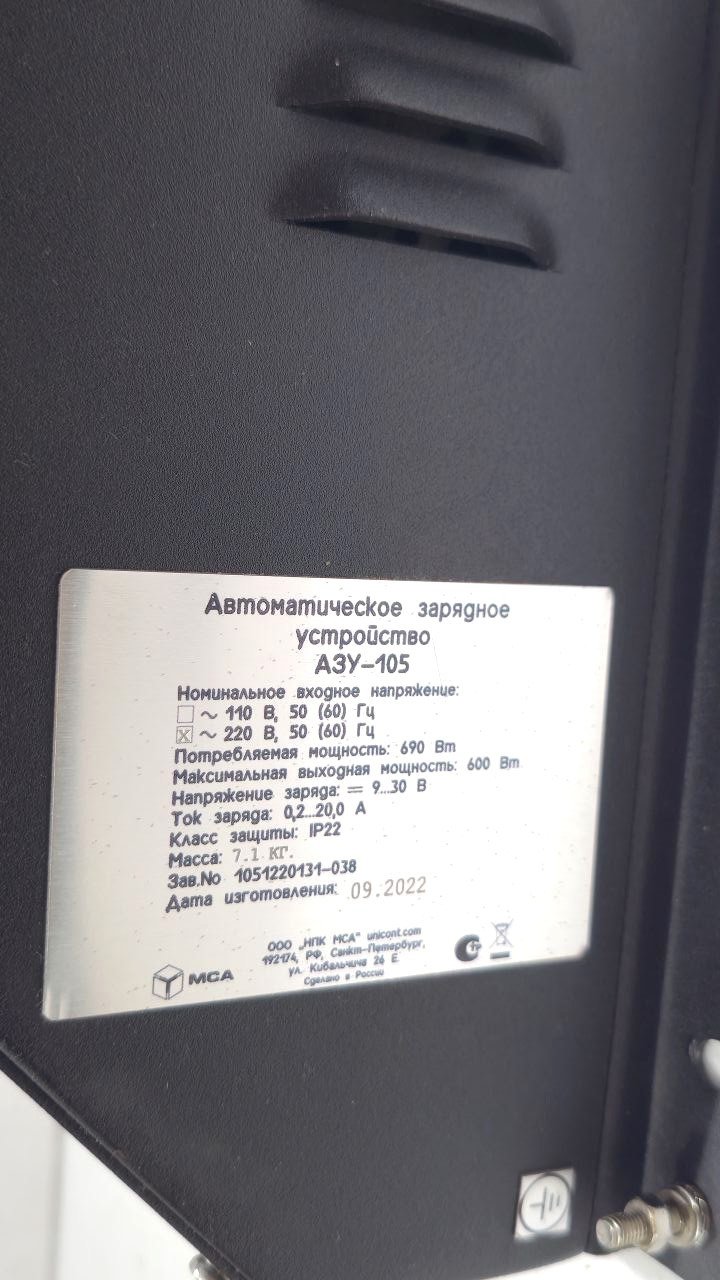 Автоматическое зарядное
устройство
АЗУ-105
Номинальное входное напряжение:
~ 110 В, 50 (60) Гц
x ~ 220 В, 50 (60) Гц
Потребляемая мощность: 690 Вт
Максимальная выходная мощность: 600 Вт
Напряжение заряда: = 9...30 В
Ток заряда: 0,2...20,0 А
Класс защиты: IP22
Масса: 7.1 КГ.
Зав.No 1051220131-038
Дата изготовления: 09.2022
ООО „НПК МСА" unicont.com
192174, РФ, Санкт-Петербург,
ул. Кибальчича 26 Е
Сделано в России
МСА